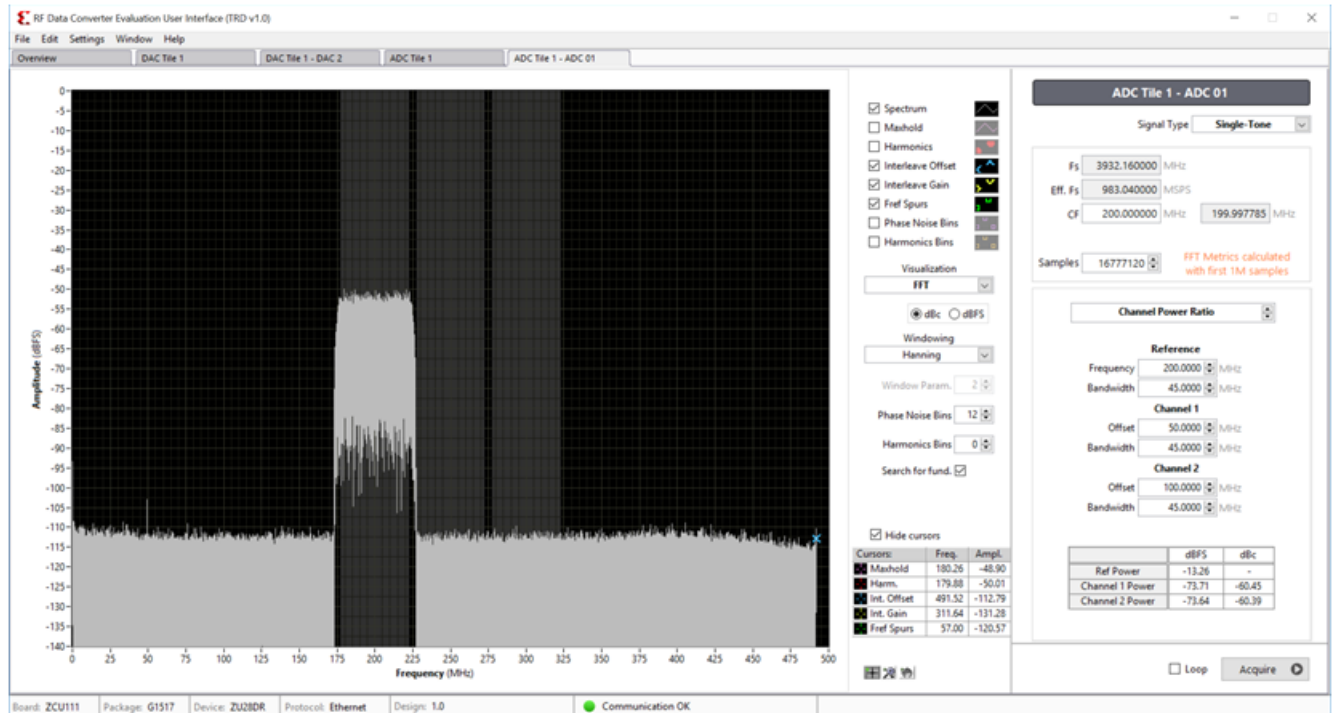 RF Data Converter Evaluation User Interface (TRD v1.0)
File Edit Settings Window Help
Overview DAC Tile 1 DAC Tile 1 - DAC 2 ADC Tile 1 ADC Tile 1 - ADC 01
0
-5
-10
-15
-20
-25
-30
-35
-40
-45
-50
-55
-60
-65
-70
-75
-80
-85
-90
-95
-100
-105
-110
-115
-120
-125
-130
-135
-140
Amplitude (dBFS)
0 25 50 75 100 125 150 175 200 225 250 275 300 325 350 375 400 425 450 475 500
Frequency (MHz)
Spectrum
Maxhold
Harmonics
Interleave Offset
Interleave Gain
Fref Spurs
Phase Noise Bins
Harmonics Bins
Visualization
FFT
dBc dBFS
Windowing
Hanning
Window Param. 2
Phase Noise Bins 12
Harmonics Bins 0
Search for fund.
Hide cursors
Cursors: Freq. Ampl.
Maxhold 180.26 -48.90
Harm. 179.88 -50.01
Int. Offset 491.52 -112.79
Int. Gain 311.64 -131.28
Fref Spurs 57.00 -120.57
ADC Tile 1 - ADC 01
Signal Type Single-Tone
Fs 3932.160000 MHz
Eff. Fs 983.040000 MSPS
CF 200.000000 MHz 199.997785 MHz
Samples 16777120 FFT Metrics calculated
with first 1M samples
Channel Power Ratio
Reference
Frequency 200.0000 MHz
Bandwidth 45.0000 MHz
Channel 1
Offset 50.0000 MHz
Bandwidth 45.0000 MHz
Channel 2
Offset 100.0000 MHz
Bandwidth 45.0000 MHz
dBFS dBc
Ref Power -13.26 -
Channel 1 Power -73.71 -60.45
Channel 2 Power -73.64 -60.39
Loop Acquire
Board: ZCU111 Package: G1517 Device: ZU28DR Protocol: Ethernet Design: 1.0 Communication OK